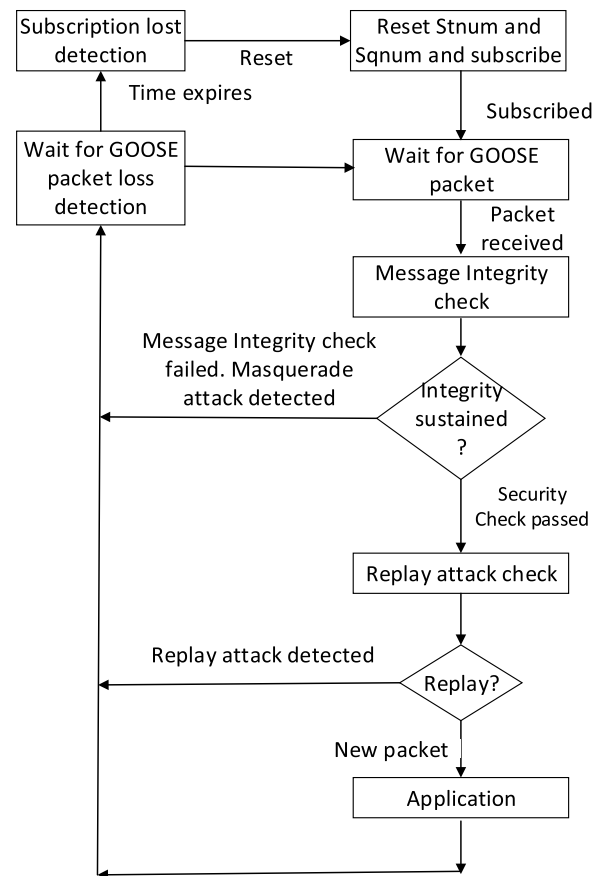 Subscription lost
detection
Reset
Reset Stnum and
Sqnum and subscribe
Time expires
Subscribed
Wait for GOOSE
packet loss
detection
Wait for GOOSE
packet
Packet
received
Message Integrity
check
Message Integrity check
failed. Masquerade
attack detected
Integrity
sustained
?
Security
Check passed
Replay attack check
Replay attack detected
Replay?
New packet
Application